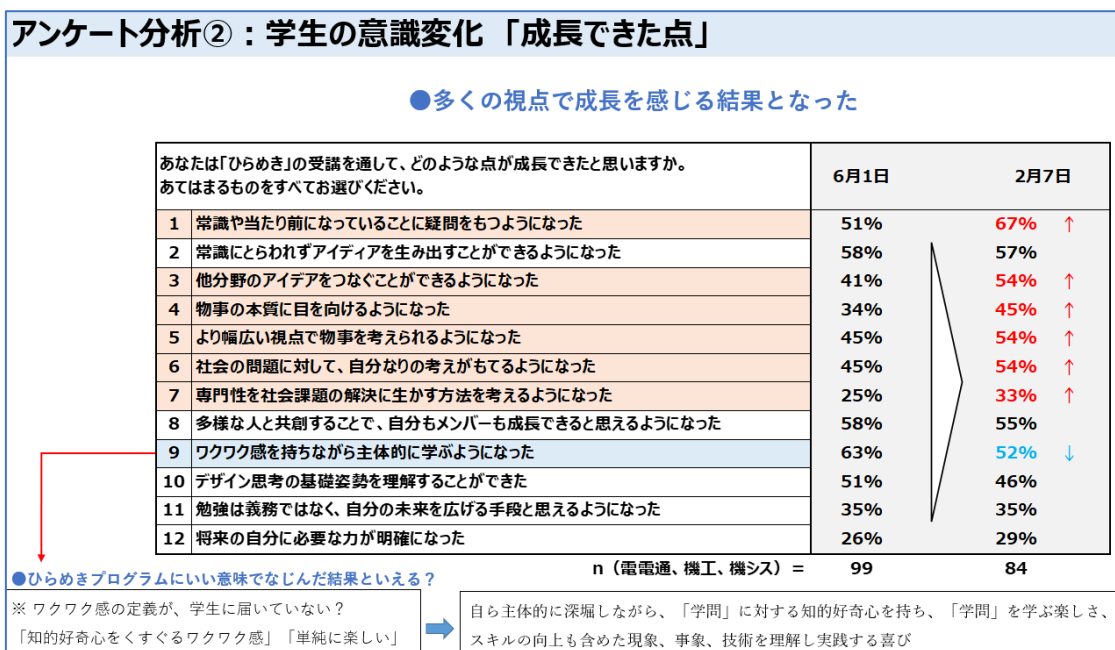 アンケート分析②：学生の意識変化 「成長できた点」
●多くの視点で成長を感じる結果となった
あなたは「ひらめき」の受講を通して、どのような点が成長できたと思いますか。
あてはまるものをすべてお選びください。
6月1日 2月7日
1 常識や当たり前になっていることに疑問をもつようになった 51% 67% ↑
2 常識にとらわれずアイディアを生み出すことができるようになった 58% 57%
3 他分野のアイデアをつなぐことができるようになった 41% 54% ↑
4 物事の本質に目を向けるようになった 34% 45% ↑
5 より幅広い視点で物事を考えられるようになった 45% 54% ↑
6 社会の問題に対して、自分なりの考えがもてるようになった 45% 54% ↑
7 専門性を社会課題の解決に生かす方法を考えるようになった 25% 33% ↑
8 多様な人と共創することで、自分もメンバーも成長できると思えるようになった 58% 55%
9 ワクワク感を持ちながら主体的に学ぶようになった 63% 52% ↓
10 デザイン思考の基礎姿勢を理解することができた 51% 46%
11 勉強は義務ではなく、自分の未来を広げる手段と思えるようになった 35% 35%
12 将来の自分に必要な力が明確になった 26% 29%
n（電電通、機工、機シス）＝ 99 84
●ひらめきプログラムにいい意味でなじんだ結果といえる？
※ ワクワク感の定義が、学生に届いていない？
「知的好奇心をくすぐるワクワク感」「単純に楽しい」
自ら主体的に深堀しながら、「学問」に対する知的好奇心を持ち、「学問」を学ぶ楽しさ、
スキルの向上も含めた現象、事象、技術を理解し実践する喜び